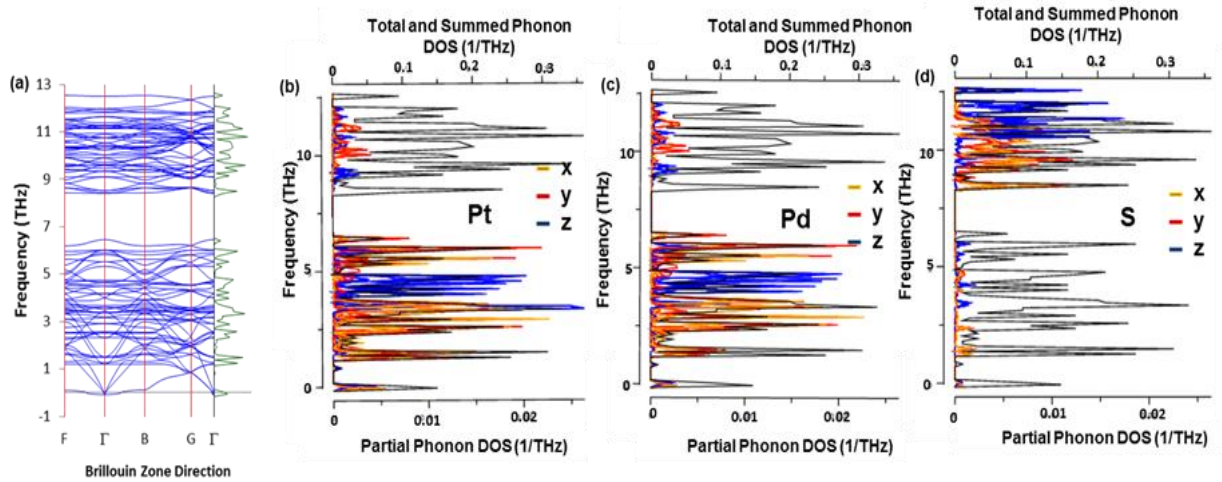 (a)
13
11
9
7
5
3
1
-1
Frequency (THz)
F
Γ
B
G
Γ
Brillouin Zone Direction
Total and Summed Phonon
DOS (1/THz)
0
0.1
0.2
0.3
(b)
10
5
0
Frequency (THz)
x
y
z
Pt
0
0.01
0.02
Partial Phonon DOS (1/THz)
Total and Summed Phonon
DOS (1/THz)
0
0.1
0.2
0.3
(c)
10
5
0
Frequency (THz)
x
y
z
Pd
0
0.01
0.02
Partial Phonon DOS (1/THz)
Total and Summed Phonon
DOS (1/THz)
0
0.1
0.2
0.3
(d)
10
5
0
Frequency (THz)
x
y
z
S
0
0.01
0.02
Partial Phonon DOS (1/THz)